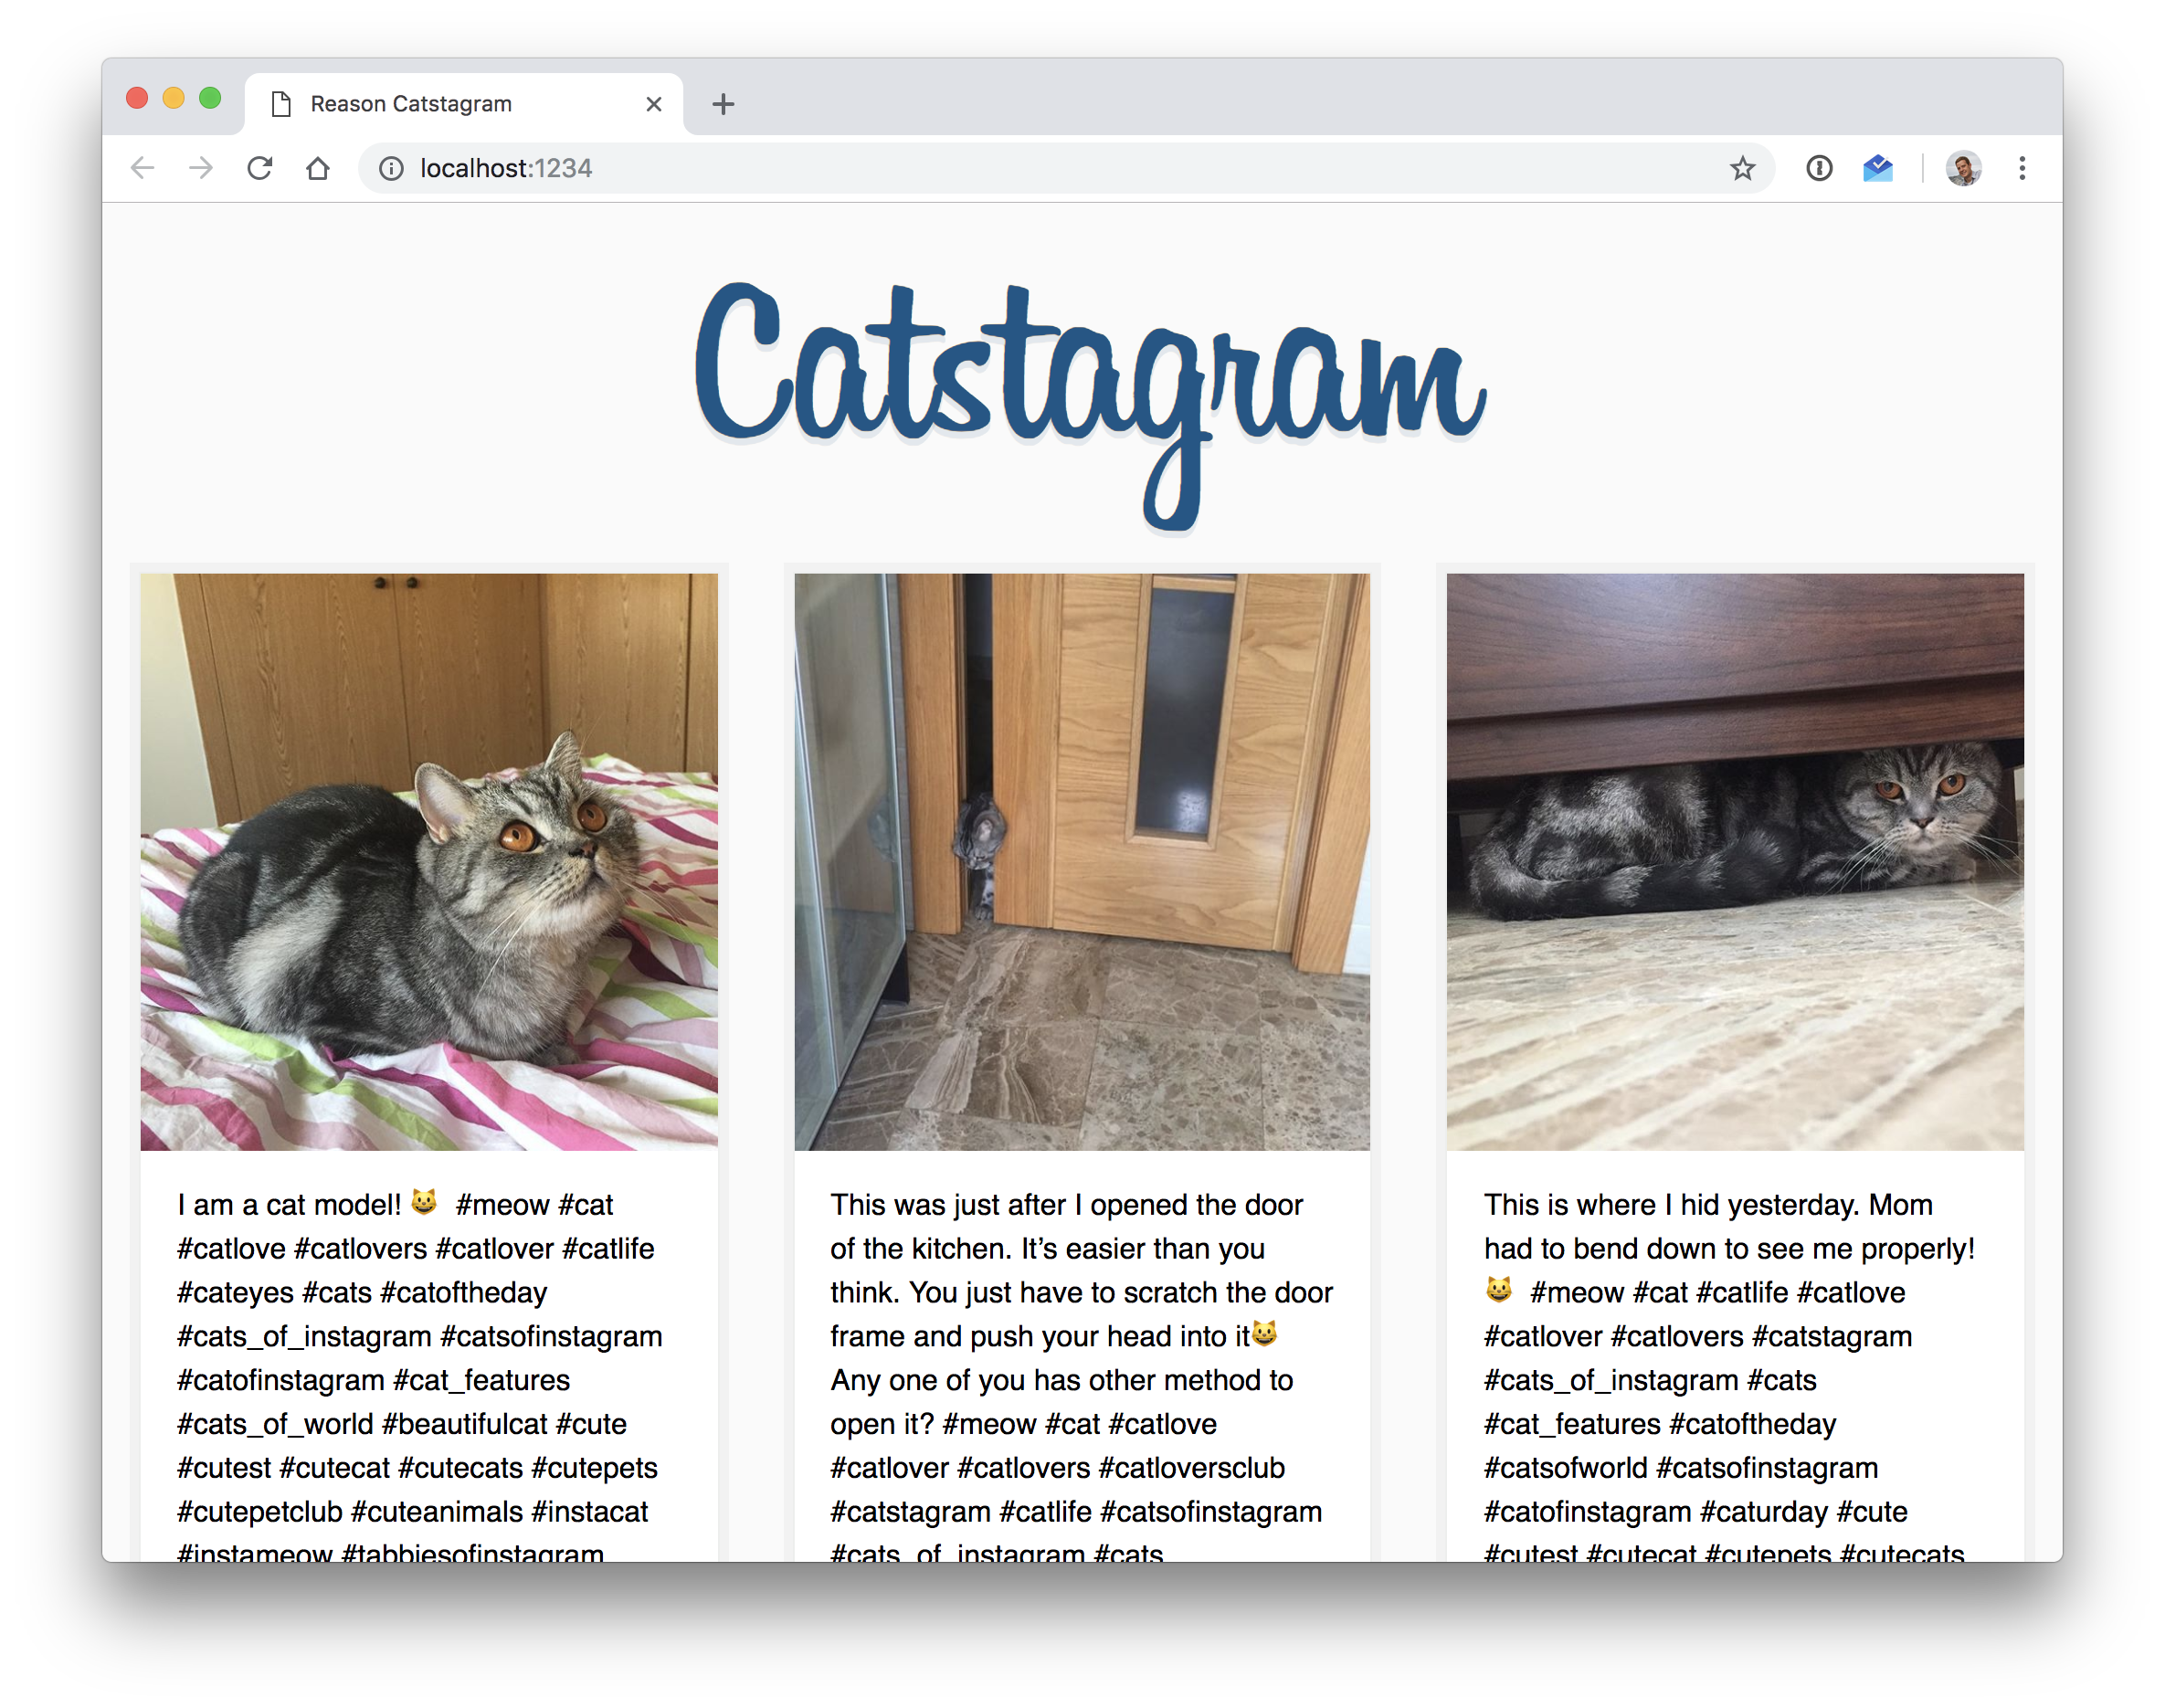 Reason Catstagram
localhost:1234
Catstagram
I am a cat model! 😺 #meow #cat
#catlove #catlovers #catlover #catlife
#cateyes #cats #catoftheday
#cats_of_instagram #catsofinstagram
#catofinstagram #cat_features
#cats_of_world #beautifulcat #cute
#cutest #cutecat #cutecats #cutepets
#cutepetclub #cuteanimals #instacat
#instameow #tabbiesofinstagram
This was just after I opened the door
of the kitchen. It’s easier than you
think. You just have to scratch the door
frame and push your head into it😺
Any one of you has other method to
open it? #meow #cat #catlove
#catlover #catlovers #catloversclub
#catstagram #catlife #catsofinstagram
#cats_of_instagram #cats
This is where I hid yesterday. Mom
had to bend down to see me properly!
😺 #meow #cat #catlife #catlove
#catlover #catlovers #catstagram
#cats_of_instagram #cats
#cat_features #catoftheday
#catsofworld #catsofinstagram
#catofinstagram #caturday #cute
#cutest #cutecat #cutepets #cutecats